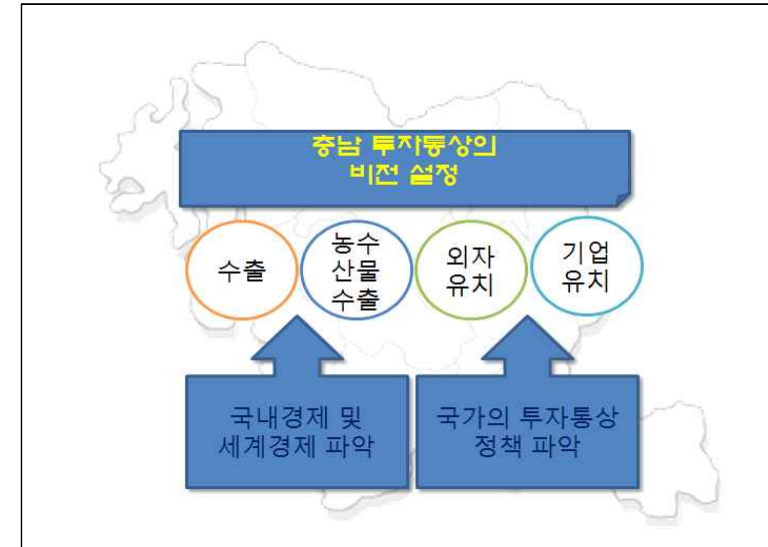 충남 투자통상의
비전 설정
수출
농수
산물
수출
외자
유치
기업
유치
국내경제 및
세계경제 파악
국가의 투자통상
정책 파악